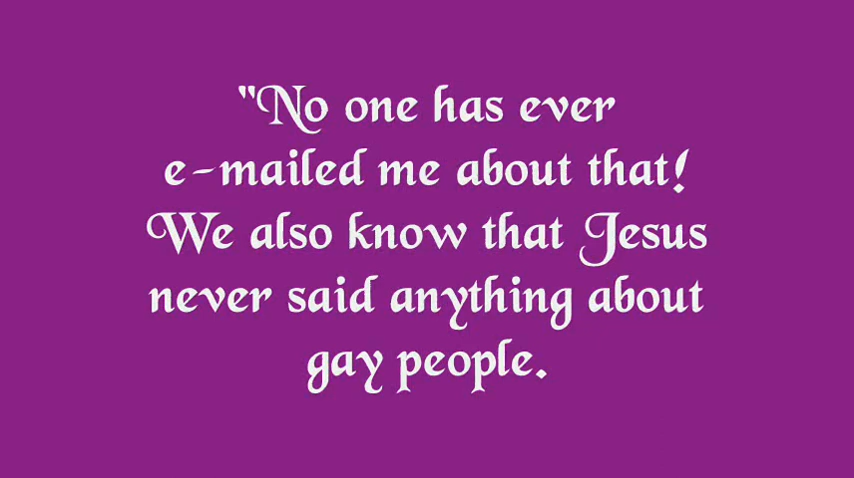 "No one has ever
e-mailed me about that!
We also know that Jesus
never said anything about
gay people.